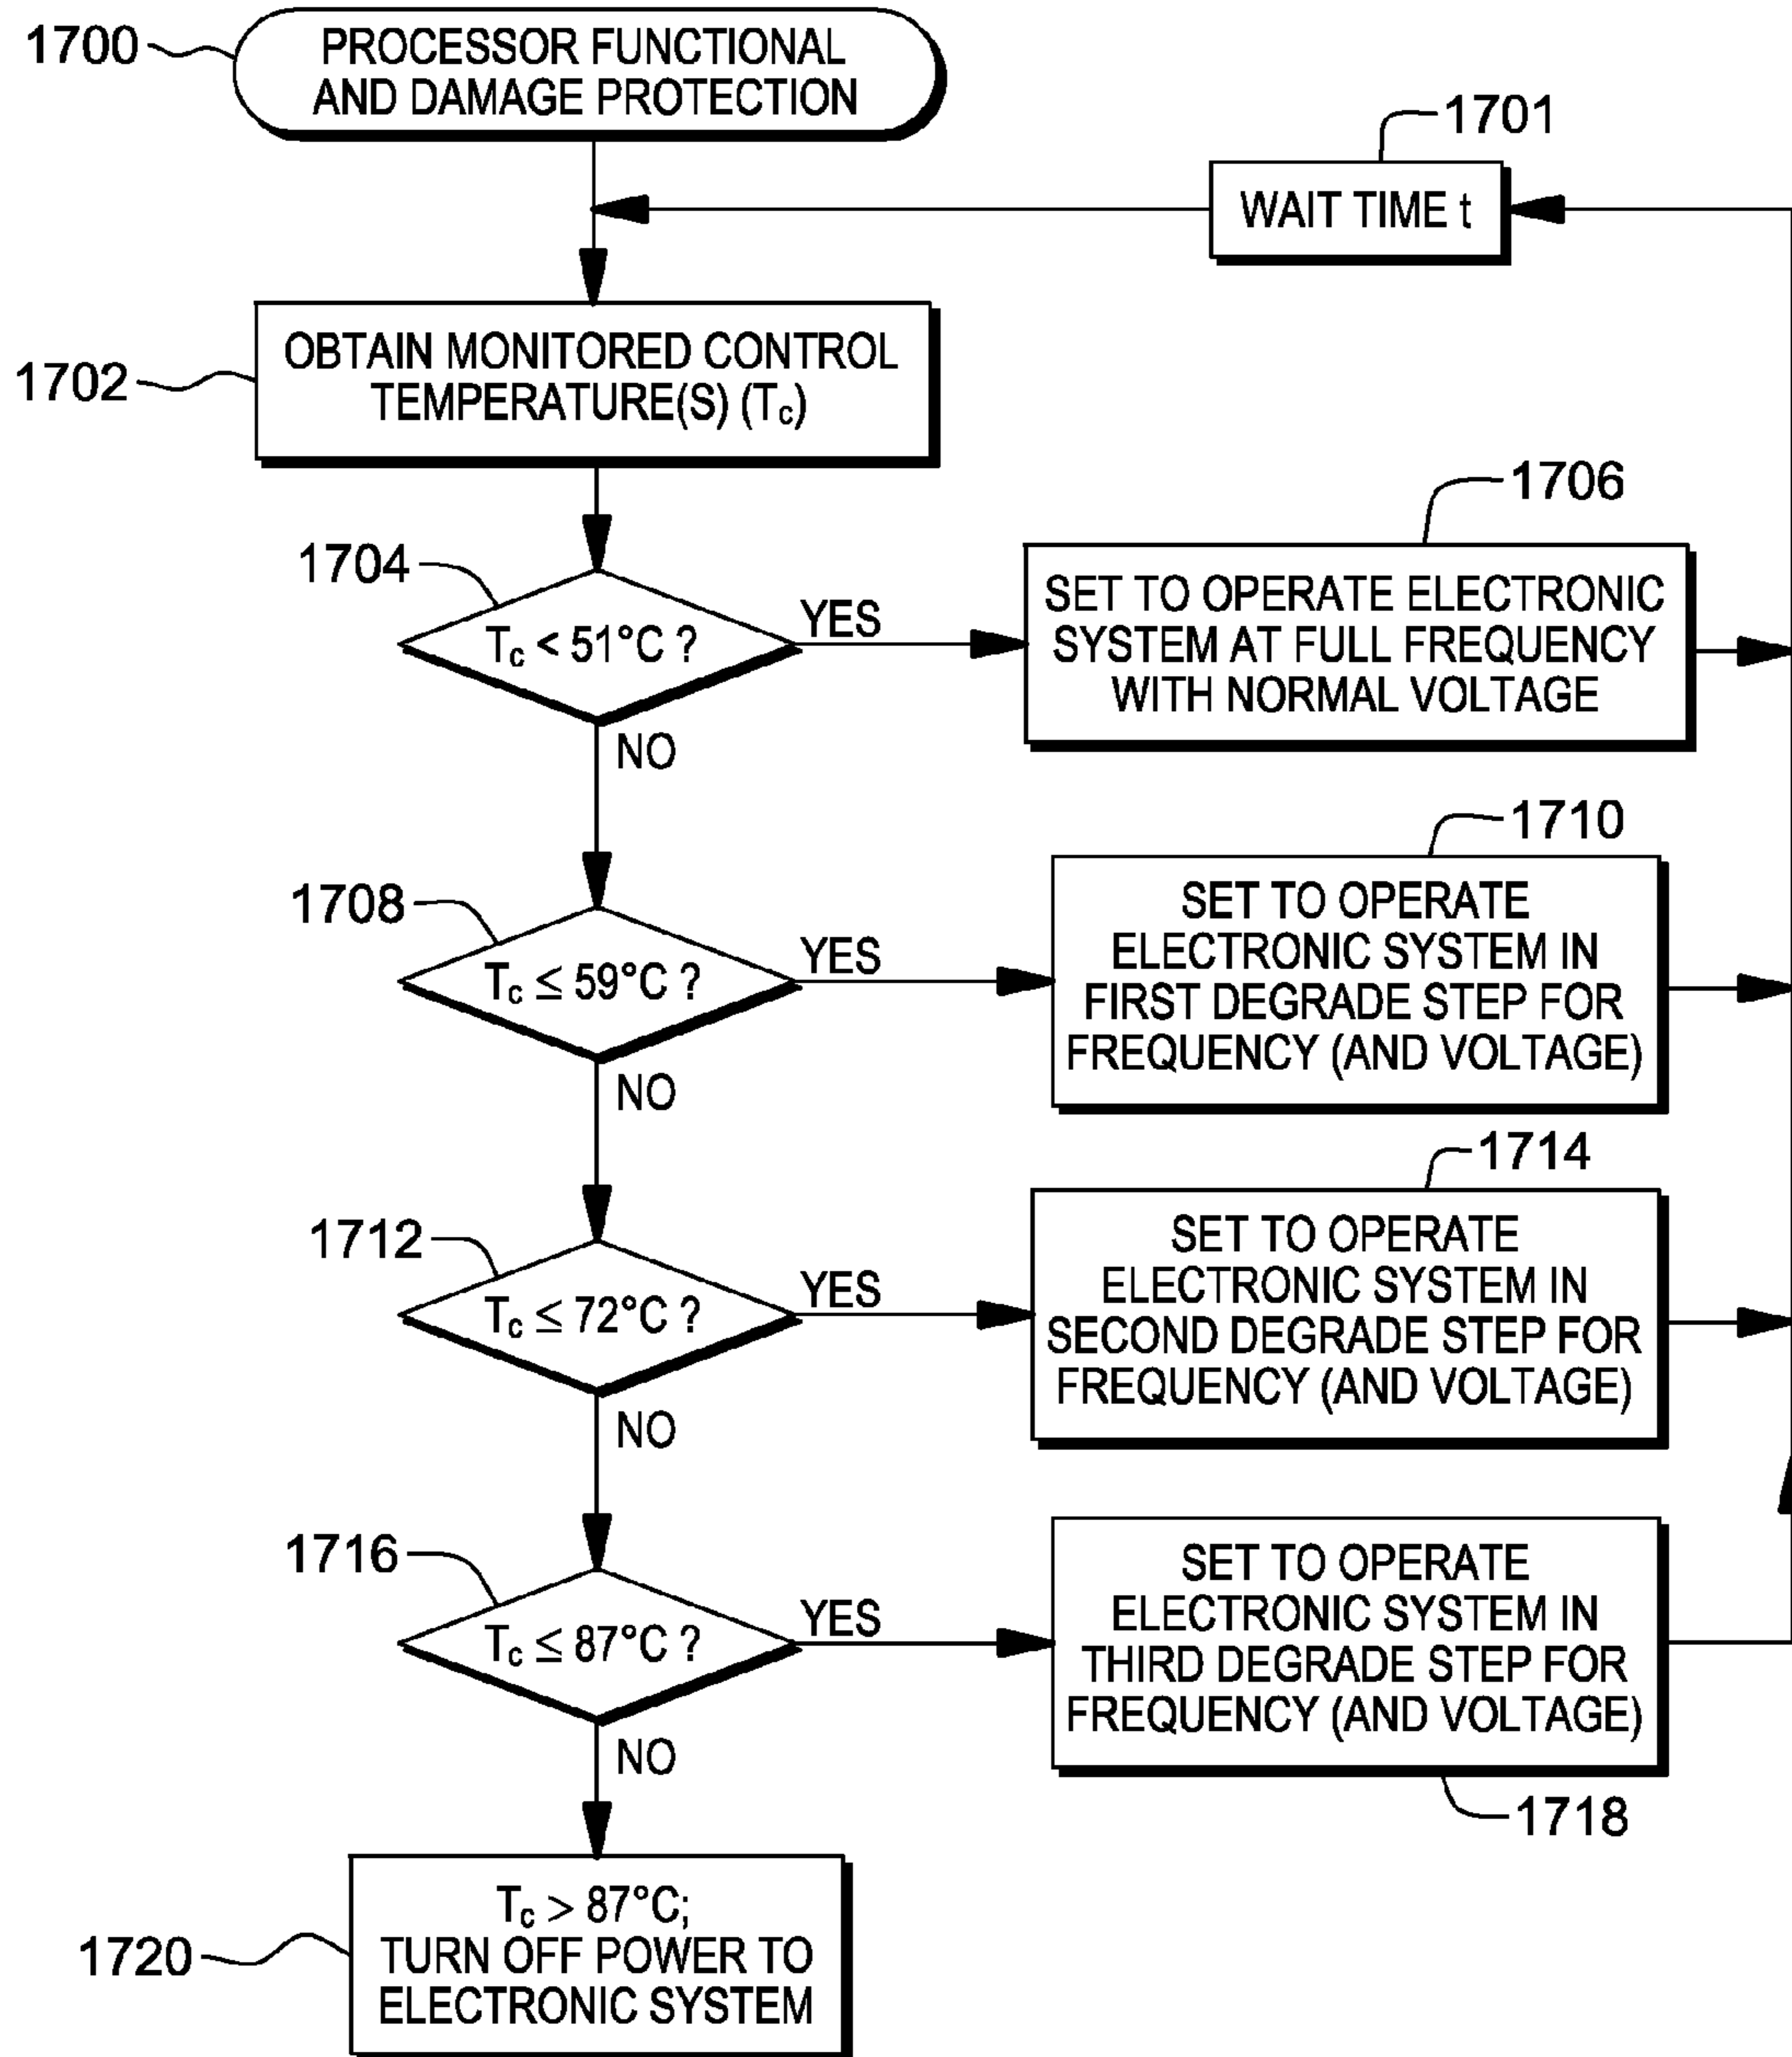 1700
PROCESSOR FUNCTIONAL
AND DAMAGE PROTECTION
1701
WAIT TIME t
1702
OBTAIN MONITORED CONTROL
TEMPERATURE(S) (Tc)
1704
Tc < 51°C ?
YES
NO
1706
SET TO OPERATE ELECTRONIC
SYSTEM AT FULL FREQUENCY
WITH NORMAL VOLTAGE
1708
Tc ≤ 59°C ?
YES
NO
1710
SET TO OPERATE
ELECTRONIC SYSTEM IN
FIRST DEGRADE STEP FOR
FREQUENCY (AND VOLTAGE)
1712
Tc ≤ 72°C ?
YES
NO
1714
SET TO OPERATE
ELECTRONIC SYSTEM IN
SECOND DEGRADE STEP FOR
FREQUENCY (AND VOLTAGE)
1716
Tc ≤ 87°C ?
YES
NO
SET TO OPERATE
ELECTRONIC SYSTEM IN
THIRD DEGRADE STEP FOR
FREQUENCY (AND VOLTAGE)
1718
1720
Tc > 87°C;
TURN OFF POWER TO
ELECTRONIC SYSTEM